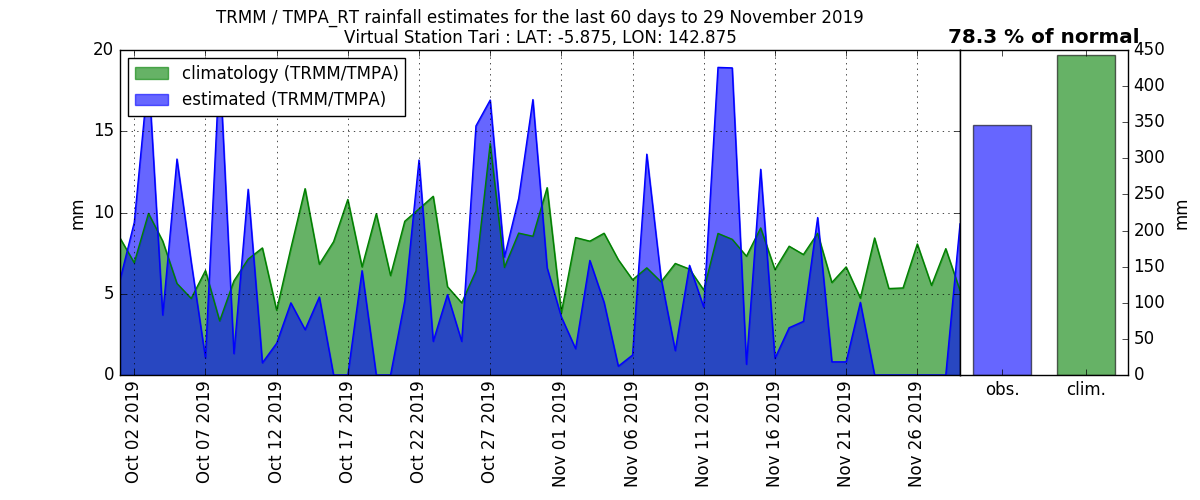 TRMM / TMPA_RT rainfall estimates for the last 60 days to 29 November 2019
Virtual Station Tari : LAT: -5.875, LON: 142.875
78.3 % of normal
climatology (TRMM/TMPA)
estimated (TRMM/TMPA)
mm
20
15
10
5
0
Oct 02 2019
Oct 07 2019
Oct 12 2019
Oct 17 2019
Oct 22 2019
Oct 27 2019
Nov 01 2019
Nov 06 2019
Nov 11 2019
Nov 16 2019
Nov 21 2019
Nov 26 2019
obs.
clim.
450
400
350
300
250
200
150
100
50
0
mm